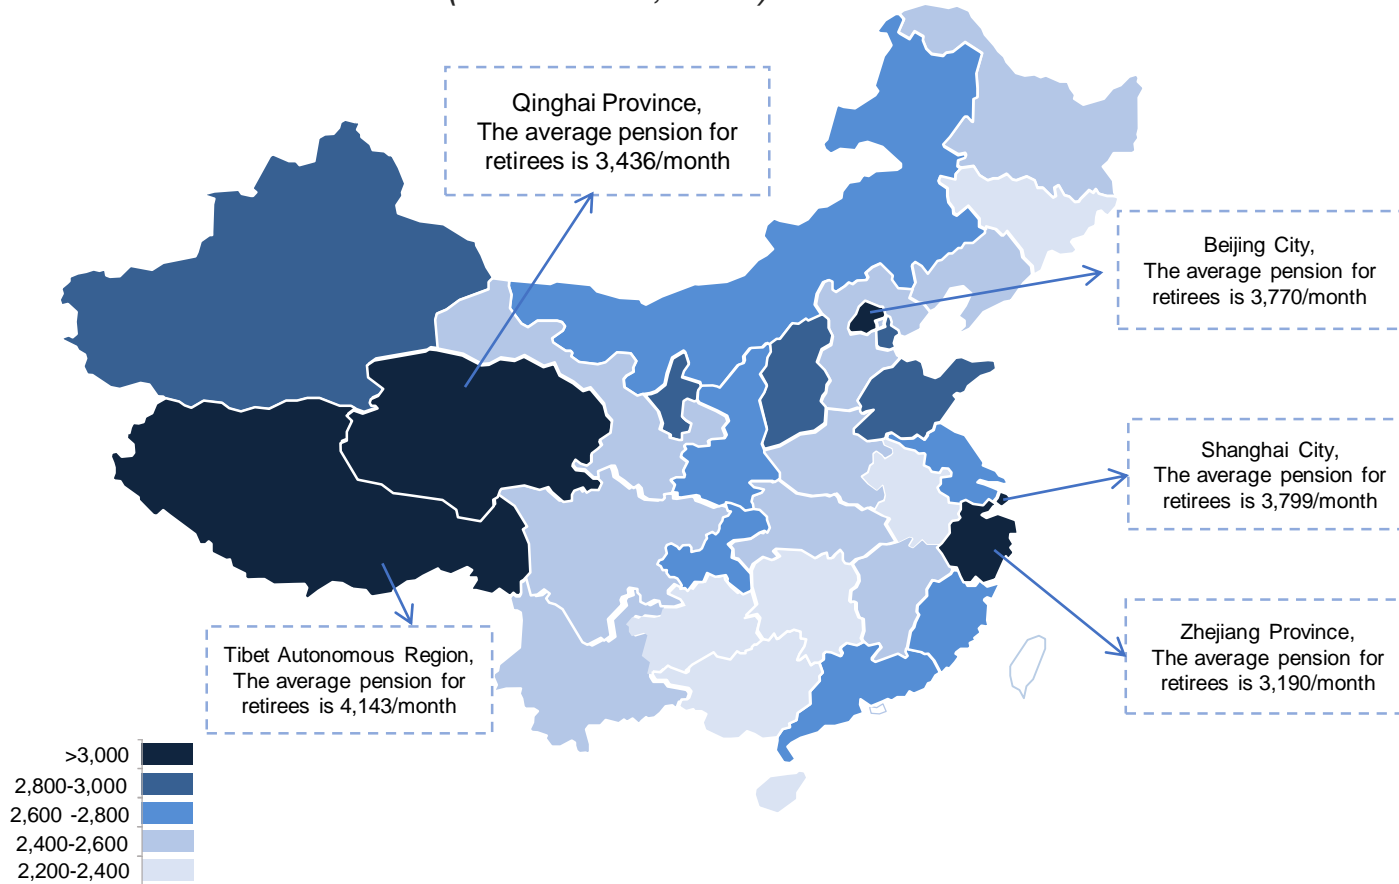 Qinghai Province,
The average pension for
retirees is 3,436/month
Beijing City,
The average pension for
retirees is 3,770/month
Shanghai City,
The average pension for
retirees is 3,799/month
Zhejiang Province,
The average pension for
retirees is 3,190/month
Tibet Autonomous Region,
The average pension for
retirees is 4,143/month
>3,000
2,800-3,000
2,600 -2,800
2,400-2,600
2,200-2,400